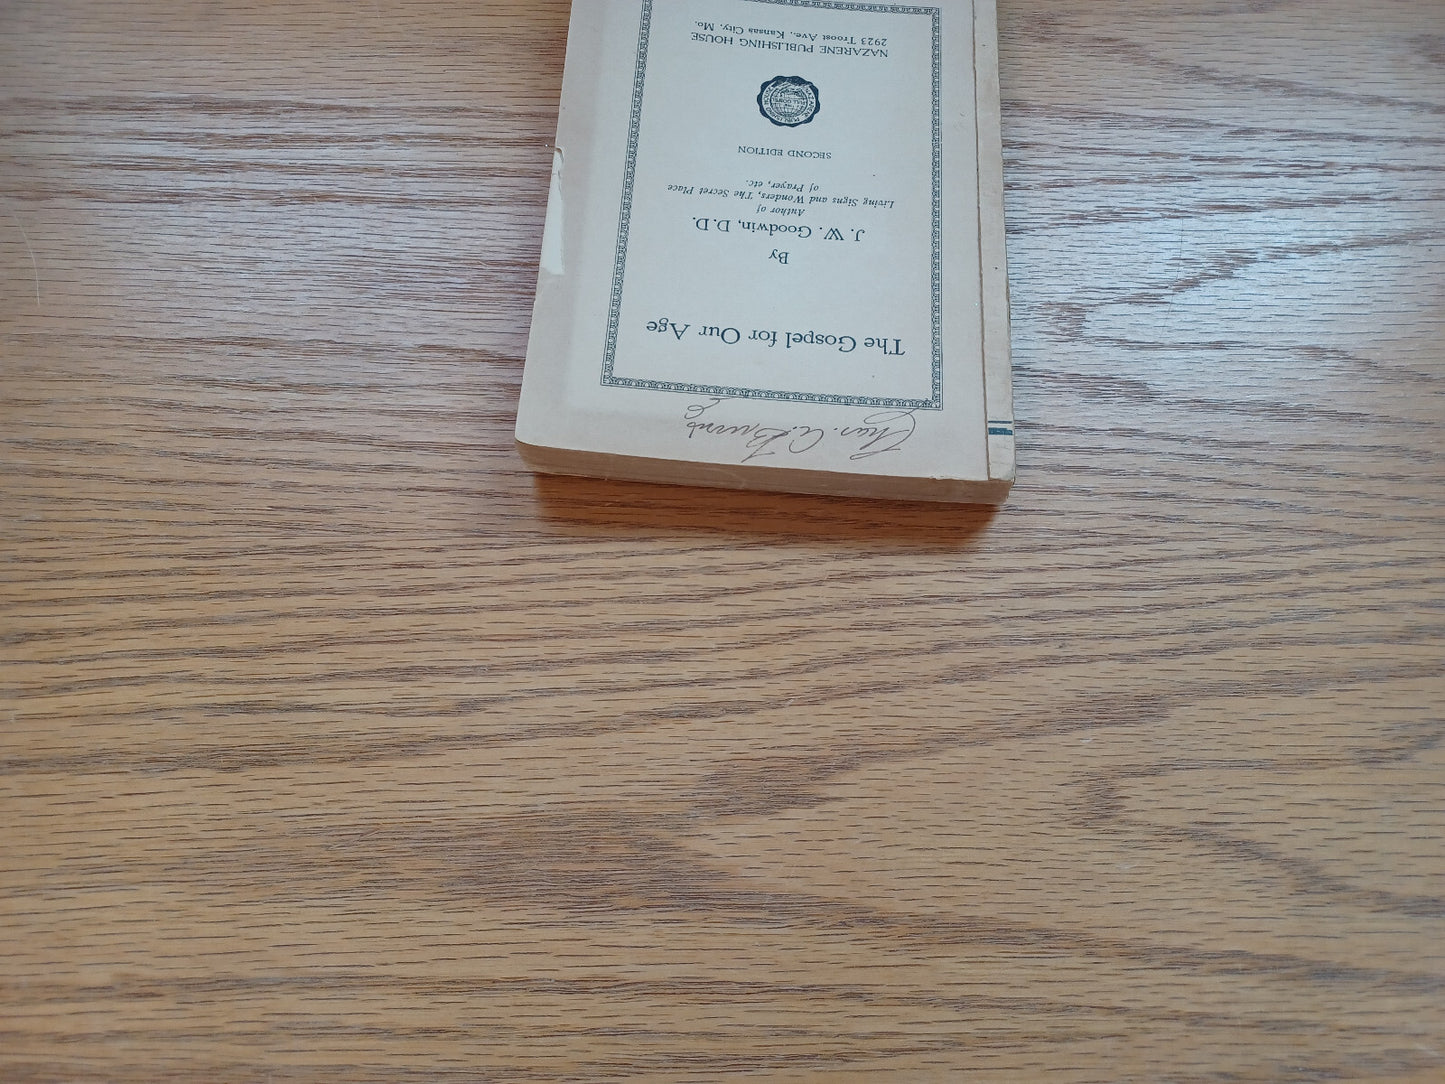 Chas. A.
The Gospel for Our Age
By
J. W. Goodwin, D.D.
Author of
Living Signs and Wonders, The Secret Place
of Prayer, etc.
SECOND EDITION
NAZARENE PUBLISHING HOUSE
2923 Troost Ave., Kansas City, Mo.